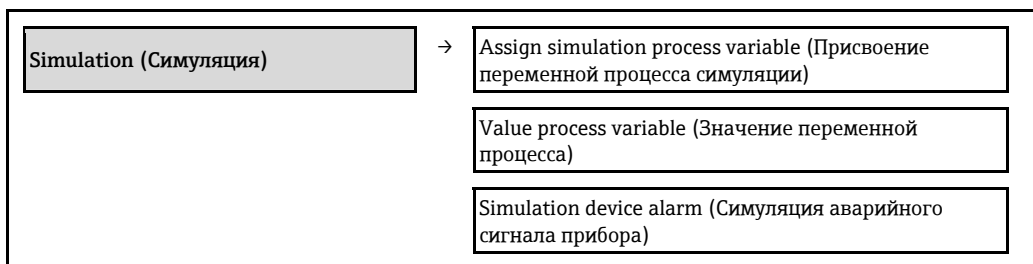 Simulation (Симуляция)
→
Assign simulation process variable (Присвоение
переменной процесса симуляции)
Value process variable (Значение переменной
процесса)
Simulation device alarm (Симуляция аварийного
сигнала прибора)